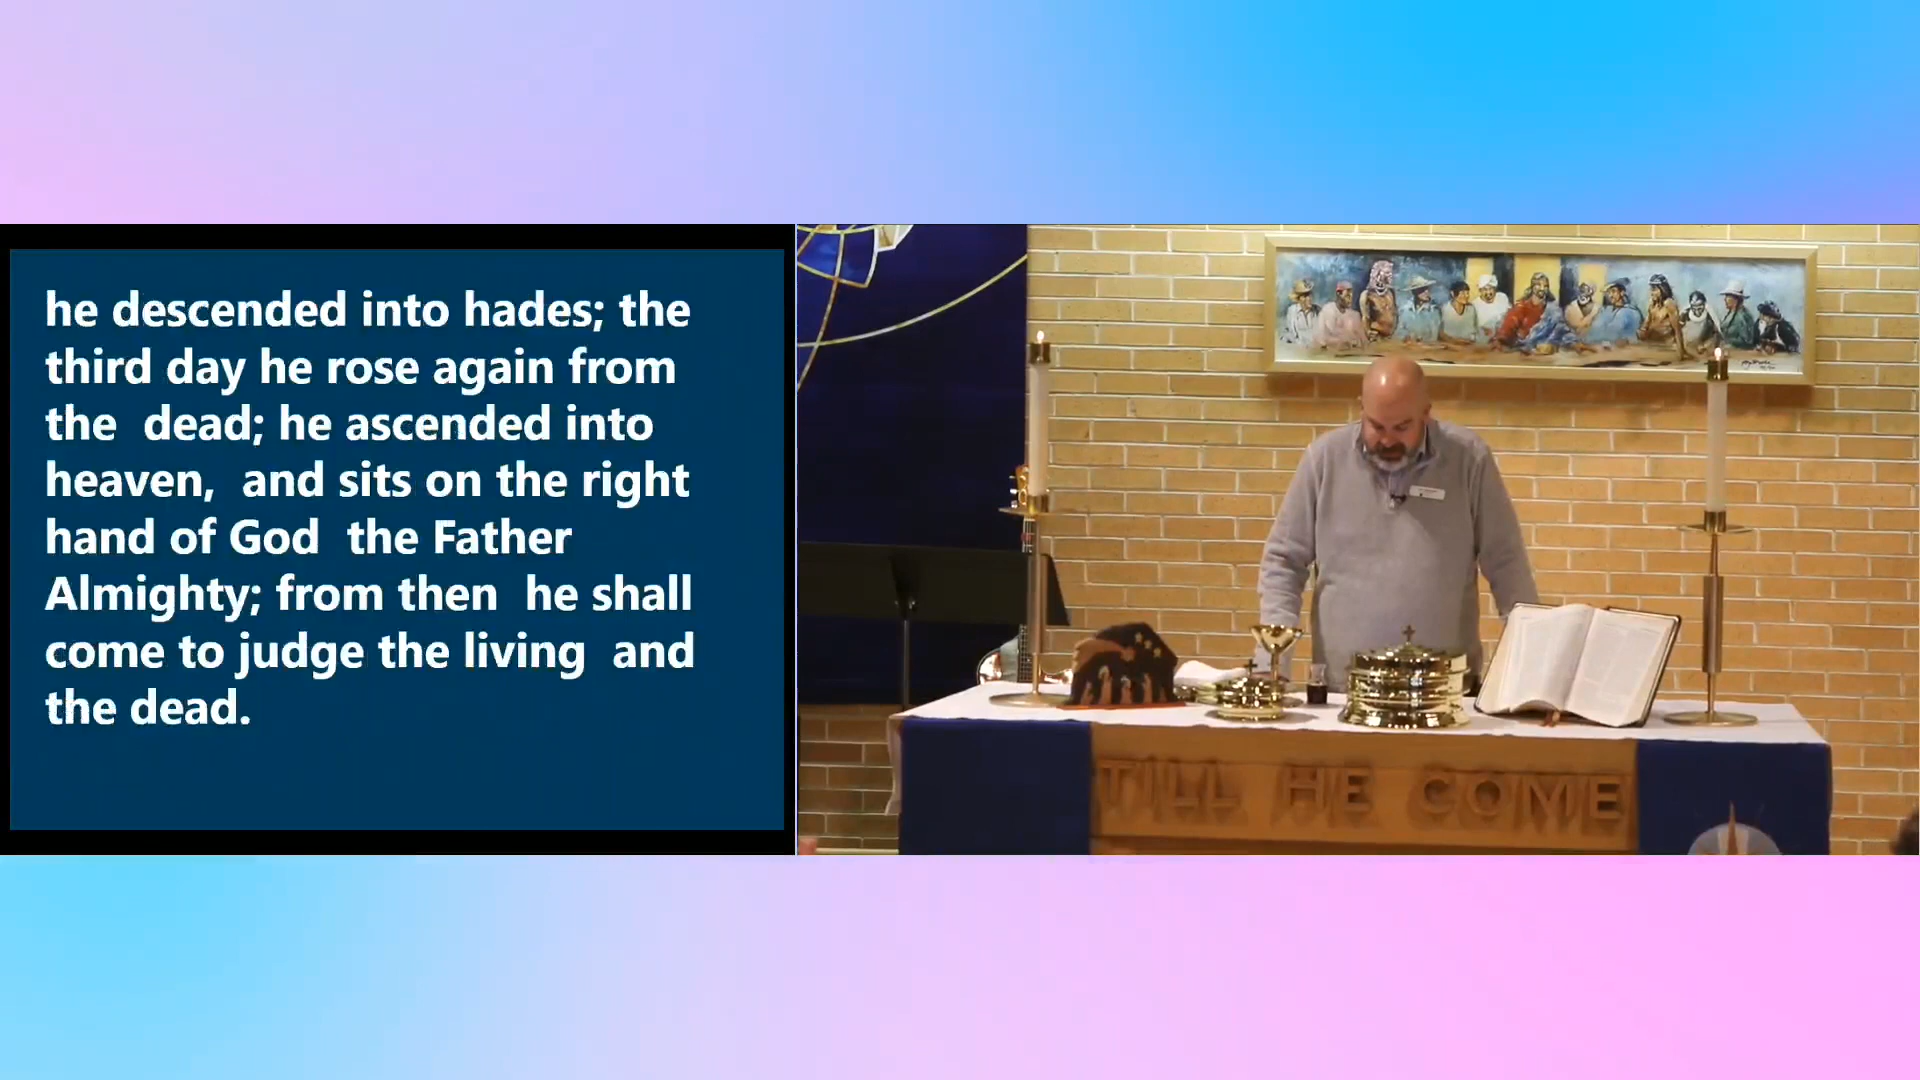 he descended into hades; the
third day he rose again from
the  dead; he ascended into
heaven,  and sits on the right
hand of God  the Father
Almighty; from then  he shall
come to judge the living  and
the dead.
TILL HE COME